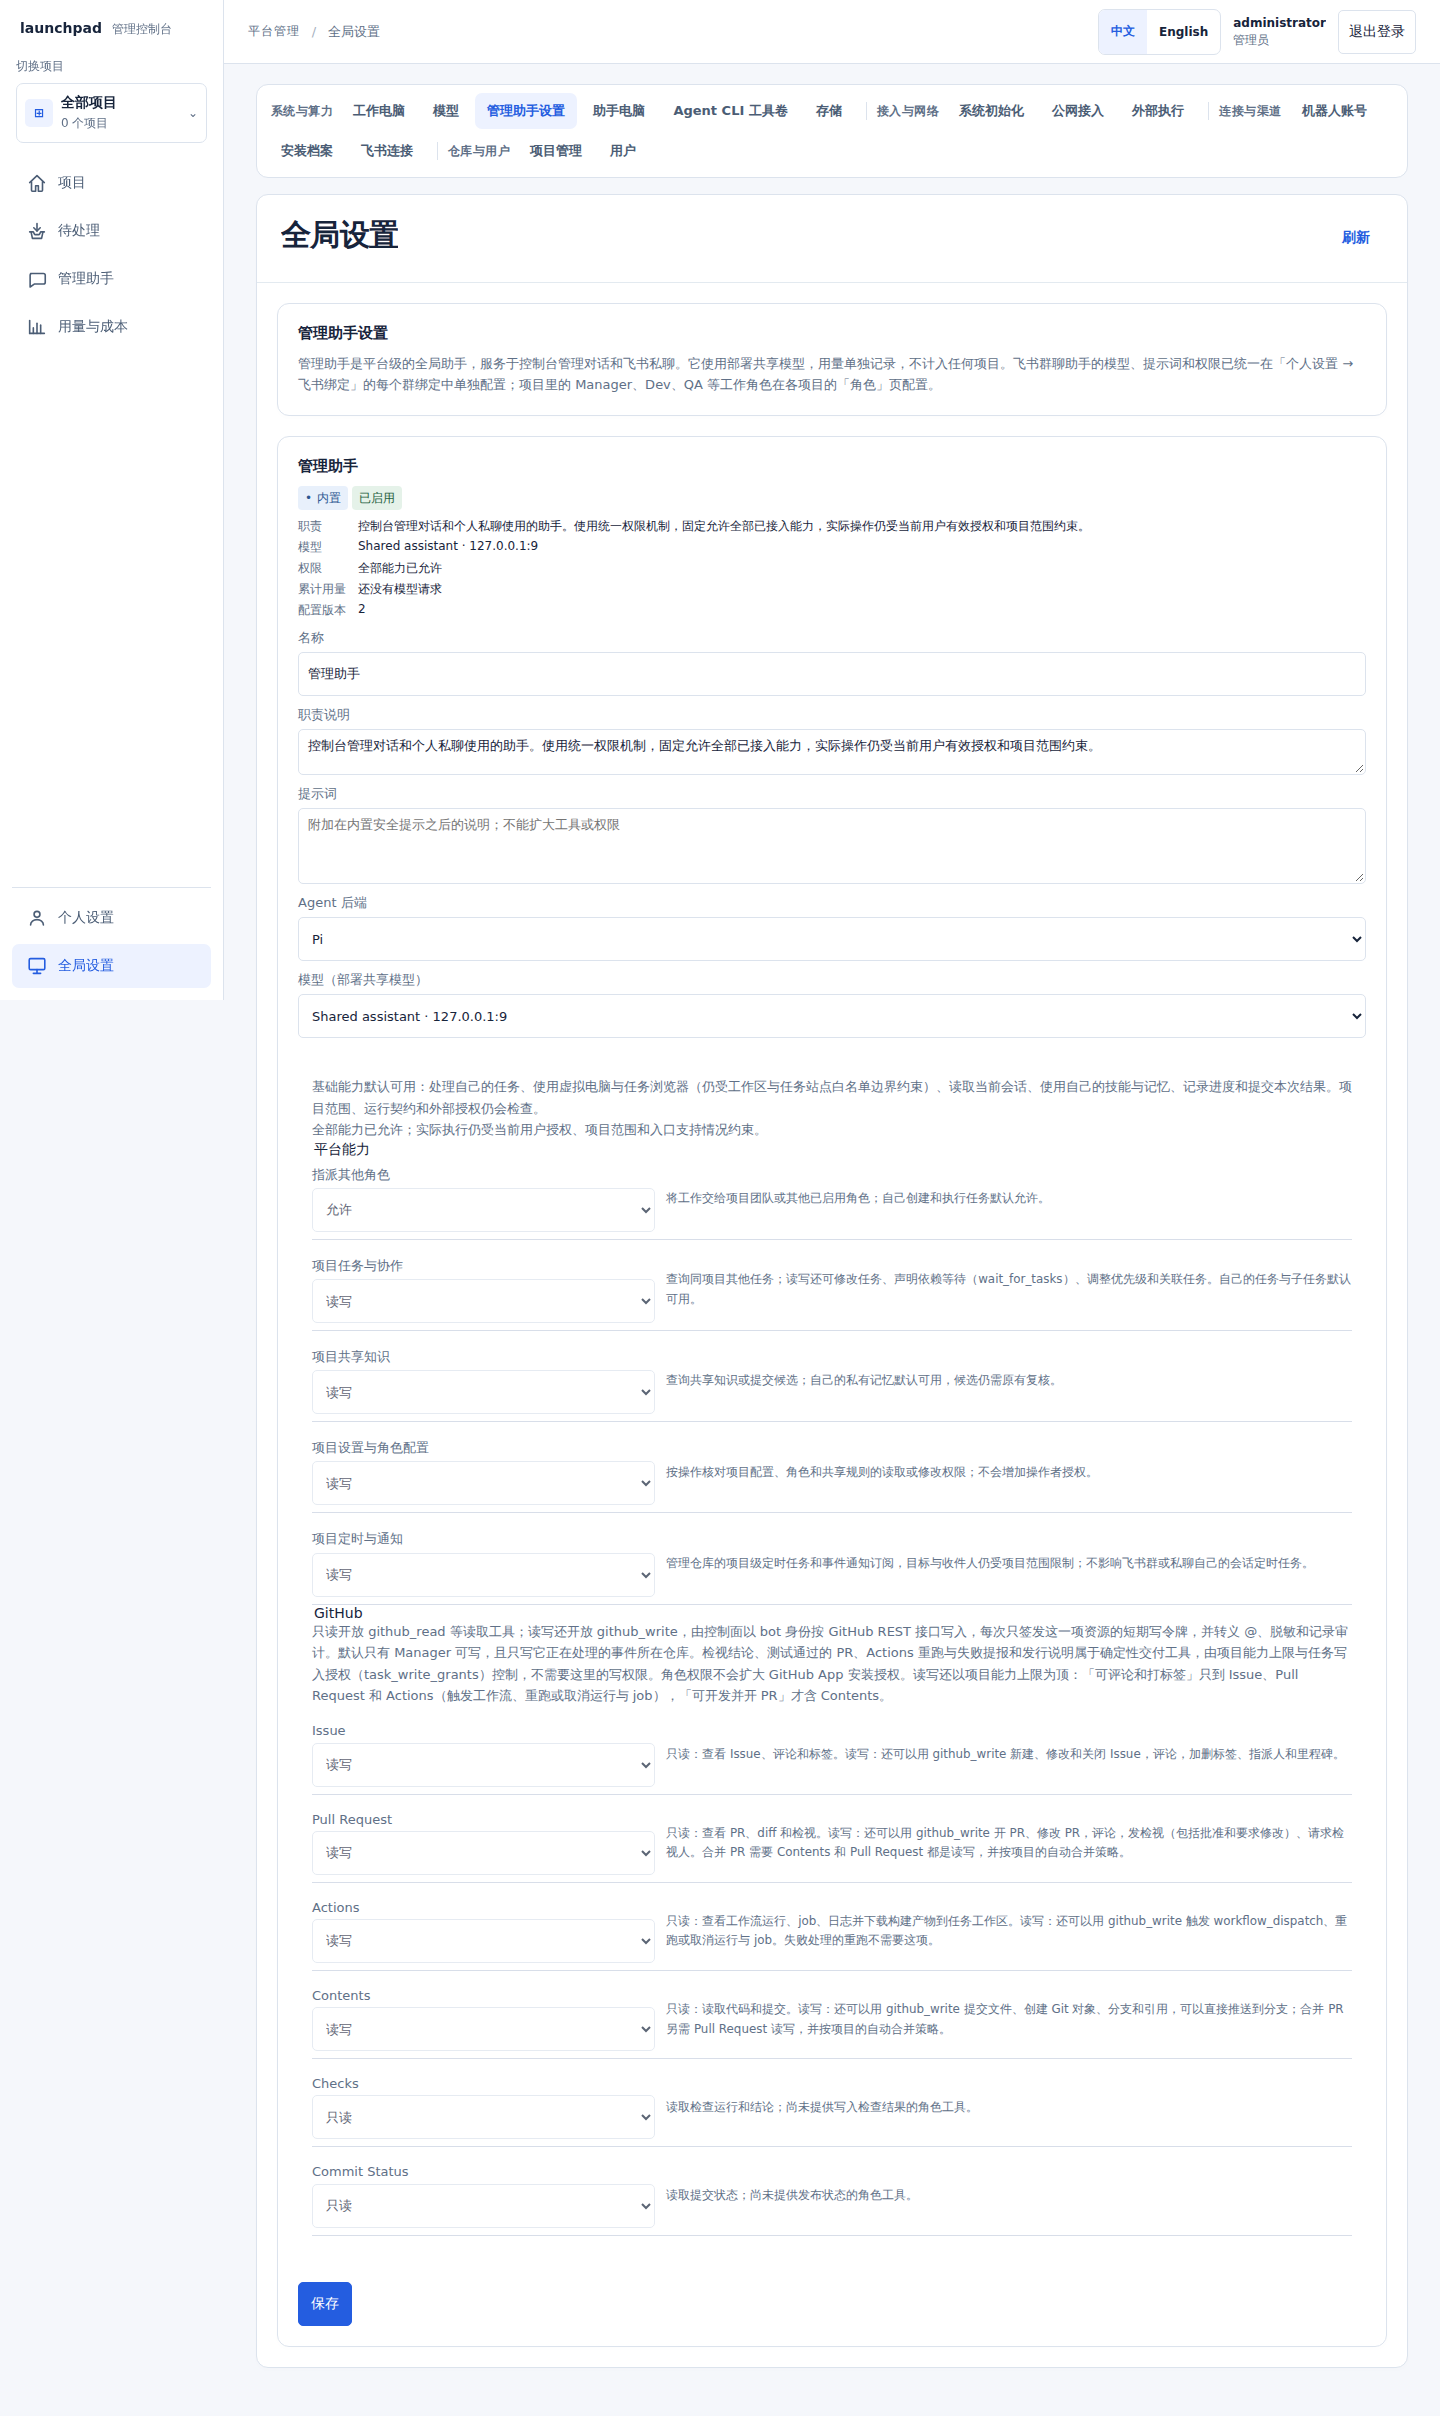 launchpad 管理控制台
切换项目
全部项目
0 个项目
项目
待处理
管理助手
用量与成本
个人设置
全局设置
平台管理 / 全局设置
中文 English
administrator
管理员
退出登录
系统与算力 工作电脑 模型 管理助手设置 助手电脑 Agent CLI 工具卷 存储 接入与网络 系统初始化 公网接入 外部执行 连接与渠道 机器人账号
安装档案 飞书连接 仓库与用户 项目管理 用户
全局设置
刷新
管理助手设置
管理助手是平台级的全局助手，服务于控制台管理对话和飞书私聊。它使用部署共享模型，用量单独记录，不计入任何项目。飞书群聊助手的模型、提示词和权限已统一在「个人设置 →
飞书绑定」的每个群绑定中单独配置；项目里的 Manager、Dev、QA 等工作角色在各项目的「角色」页配置。
管理助手
• 内置 已启用
职责 控制台管理对话和个人私聊使用的助手。使用统一权限机制，固定允许全部已接入能力，实际操作仍受当前用户有效授权和项目范围约束。
模型 Shared assistant · 127.0.0.1:9
权限 全部能力已允许
累计用量 还没有模型请求
配置版本 2
名称
管理助手
职责说明
控制台管理对话和个人私聊使用的助手。使用统一权限机制，固定允许全部已接入能力，实际操作仍受当前用户有效授权和项目范围约束。
提示词
附加在内置安全提示之后的说明；不能扩大工具或权限
Agent 后端
Pi
模型（部署共享模型）
Shared assistant · 127.0.0.1:9
基础能力默认可用：处理自己的任务、使用虚拟电脑与任务浏览器（仍受工作区与任务站点白名单边界约束）、读取当前会话、使用自己的技能与记忆、记录进度和提交本次结果。项
目范围、运行契约和外部授权仍会检查。
全部能力已允许；实际执行仍受当前用户授权、项目范围和入口支持情况约束。
平台能力
指派其他角色
允许
将工作交给项目团队或其他已启用角色；自己创建和执行任务默认允许。
项目任务与协作
读写
查询同项目其他任务；读写还可修改任务、声明依赖等待（wait_for_tasks）、调整优先级和关联任务。自己的任务与子任务默认
可用。
项目共享知识
读写
查询共享知识或提交候选；自己的私有记忆默认可用，候选仍需原有复核。
项目设置与角色配置
读写
按操作核对项目配置、角色和共享规则的读取或修改权限；不会增加操作者授权。
项目定时与通知
读写
管理仓库的项目级定时任务和事件通知订阅，目标与收件人仍受项目范围限制；不影响飞书群或私聊自己的会话定时任务。
GitHub
只读开放 github_read 等读取工具；读写还开放 github_write，由控制面以 bot 身份按 GitHub REST 接口写入，每次只签发这一项资源的短期写令牌，并转义 @、脱敏和记录审
计。默认只有 Manager 可写，且只写它正在处理的事件所在仓库。检视结论、测试通过的 PR、Actions 重跑与失败提报和发行说明属于确定性交付工具，由项目能力上限与任务写
入授权（task_write_grants）控制，不需要这里的写权限。角色权限不会扩大 GitHub App 安装授权。读写还以项目能力上限为顶：「可评论和打标签」只到 Issue、Pull
Request 和 Actions（触发工作流、重跑或取消运行与 job），「可开发并开 PR」才含 Contents。
Issue
读写
只读：查看 Issue、评论和标签。读写：还可以用 github_write 新建、修改和关闭 Issue，评论，加删标签、指派人和里程碑。
Pull Request
读写
只读：查看 PR、diff 和检视。读写：还可以用 github_write 开 PR、修改 PR，评论，发检视（包括批准和要求修改）、请求检
视人。合并 PR 需要 Contents 和 Pull Request 都是读写，并按项目的自动合并策略。
Actions
读写
只读：查看工作流运行、job、日志并下载构建产物到任务工作区。读写：还可以用 github_write 触发 workflow_dispatch、重
跑或取消运行与 job。失败处理的重跑不需要这项。
Contents
读写
只读：读取代码和提交。读写：还可以用 github_write 提交文件、创建 Git 对象、分支和引用，可以直接推送到分支；合并 PR
另需 Pull Request 读写，并按项目的自动合并策略。
Checks
只读
读取检查运行和结论；尚未提供写入检查结果的角色工具。
Commit Status
只读
读取提交状态；尚未提供发布状态的角色工具。
保存